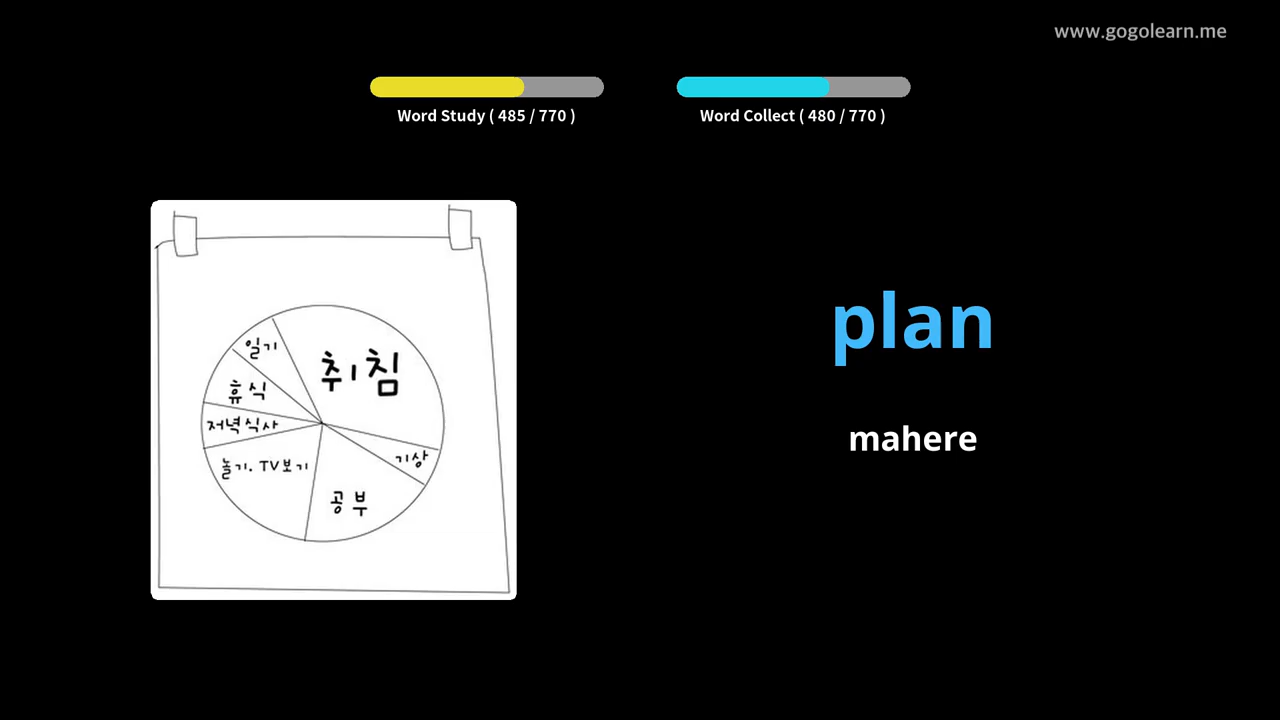 www.gogolearn.me
Word Study ( 485 / 770 )
Word Collect ( 480 / 770 )
일기
취침
휴식
저녁식사
놀기. TV보기
기상
공부
plan
mahere